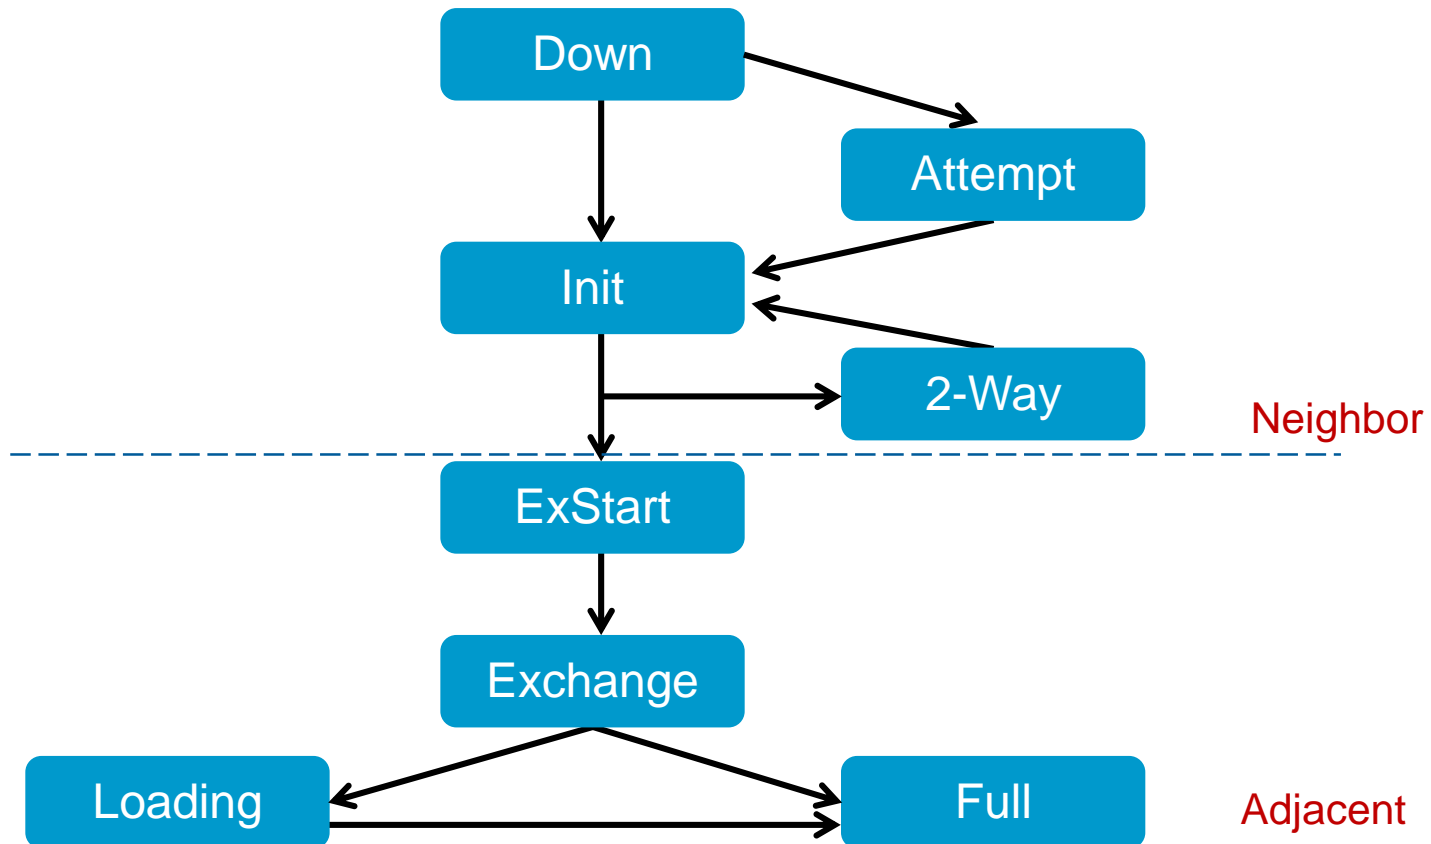 Down
Attempt
Init
2-Way
Neighbor
ExStart
Exchange
Loading
Full
Adjacent